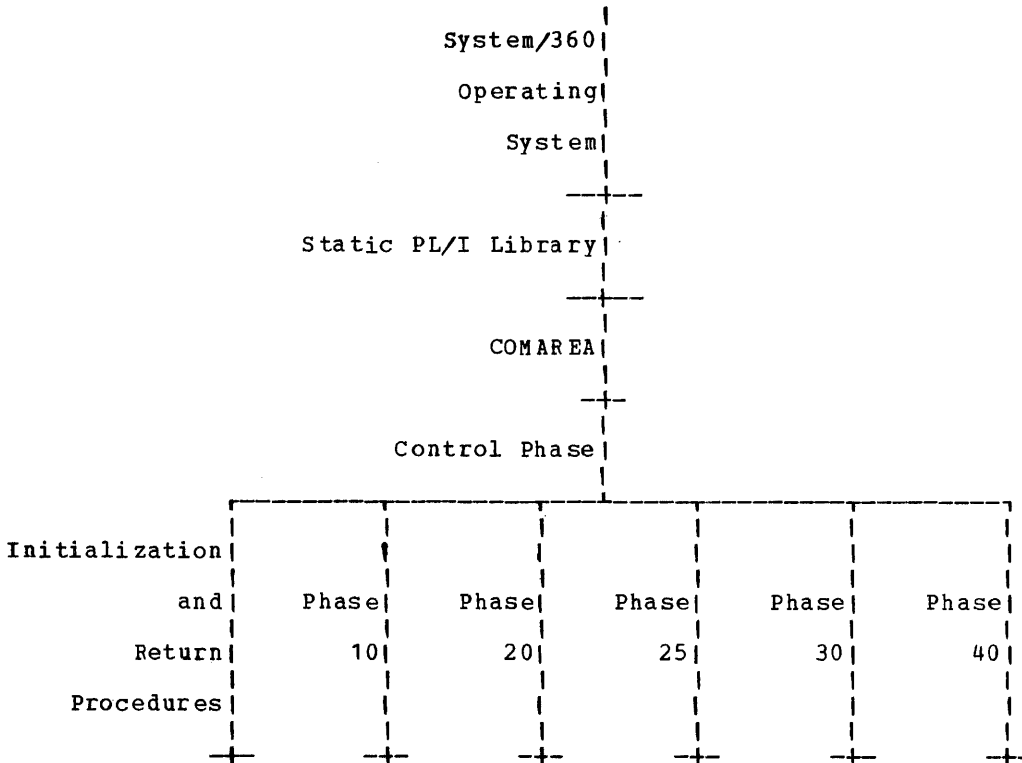 System/360
Operating
System
Static PL/I Library
COMAREA
Control Phase
Initialization
and Phase Phase Phase Phase Phase
Return 10 20 25 30 40
Procedures